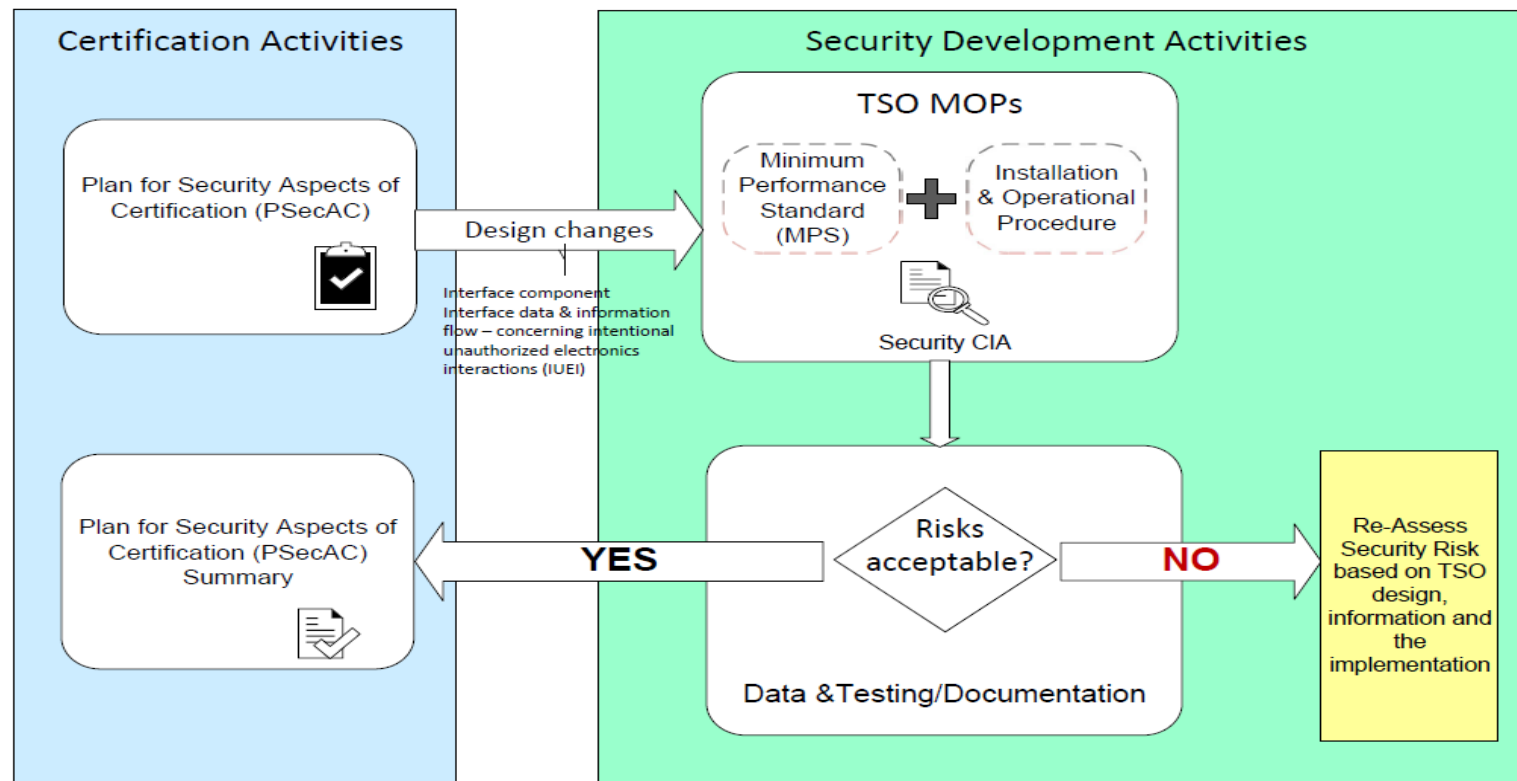 Certification Activities
Plan for Security Aspects of
Certification (PSecAC)
Design changes
Interface component
Interface data & information
flow – concerning intentional
unauthorized electronics
interactions (IUEI)
Security Development Activities
TSO MOPs
Minimum
Performance
Standard
(MPS)
Installation
& Operational
Procedure
Security CIA
Risks
acceptable?
Data &Testing/Documentation
YES
NO
Plan for Security Aspects of
Certification (PSecAC)
Summary
Re-Assess
Security Risk
based on TSO
design,
information and
the
implementation